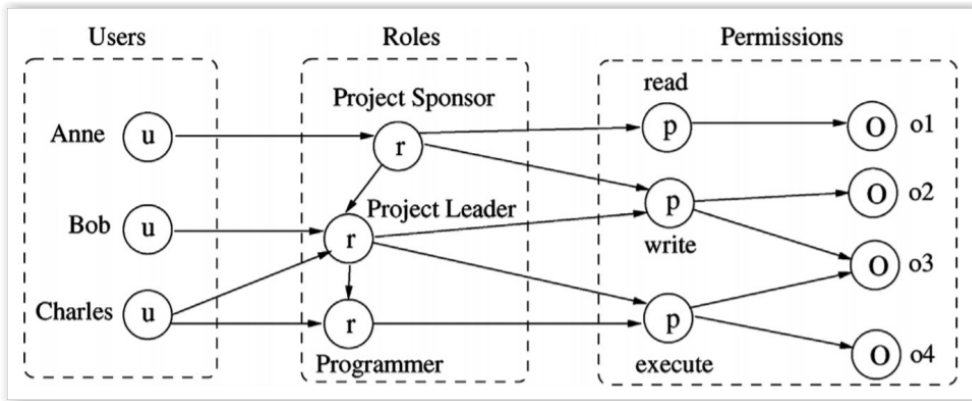 Users
Roles
Permissions
read
Project Sponsor
Anne
u
r
p
O
o1
Project Leader
p
O
o2
Bob
u
r
write
O
o3
Charles
u
r
p
O
o4
Programmer
execute